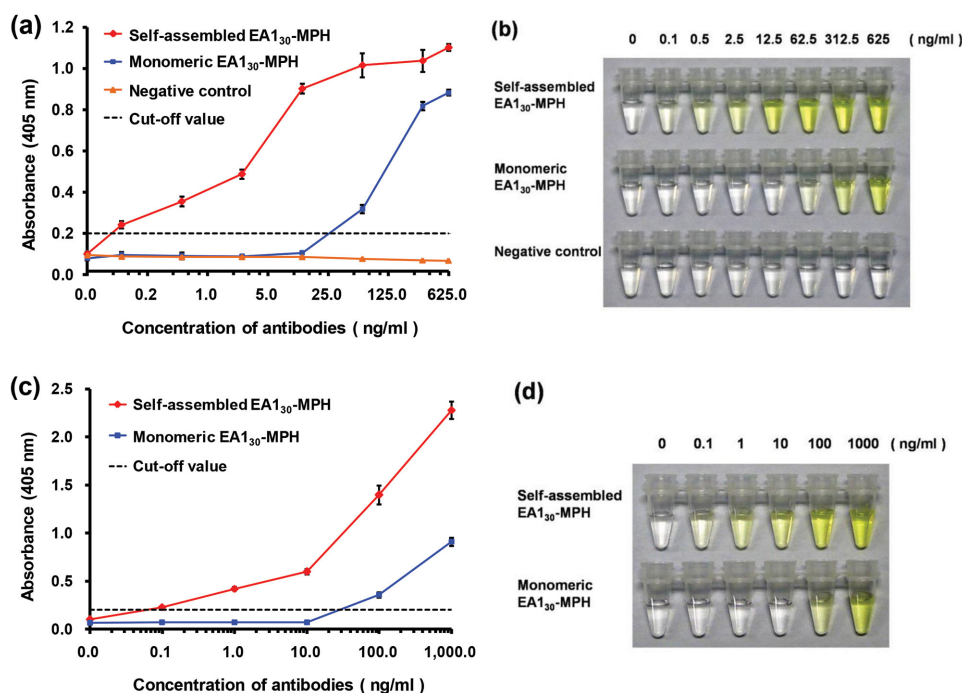 (a)
Absorbance (405 nm)
1.2
1.0
0.8
0.6
0.4
0.2
0.0
Self-assembled EA1₃₀-MPH
Monomeric EA1₃₀-MPH
Negative control
Cut-off value
0.0 0.2 1.0 5.0 25.0 125.0 625.0
Concentration of antibodies ( ng/ml )
(b)
0 0.1 0.5 2.5 12.5 62.5 312.5 625 ( ng/ml )
Self-assembled
EA1₃₀-MPH
Monomeric
EA1₃₀-MPH
Negative control
(c)
Absorbance (405 nm)
2.5
2.0
1.5
1.0
0.5
0.0
Self-assembled EA1₃₀-MPH
Monomeric EA1₃₀-MPH
Cut-off value
0.0 0.1 1.0 10.0 100.0 1,000.0
Concentration of antibodies ( ng/ml )
(d)
0 0.1 1 10 100 1000 ( ng/ml )
Self-assembled
EA1₃₀-MPH
Monomeric
EA1₃₀-MPH